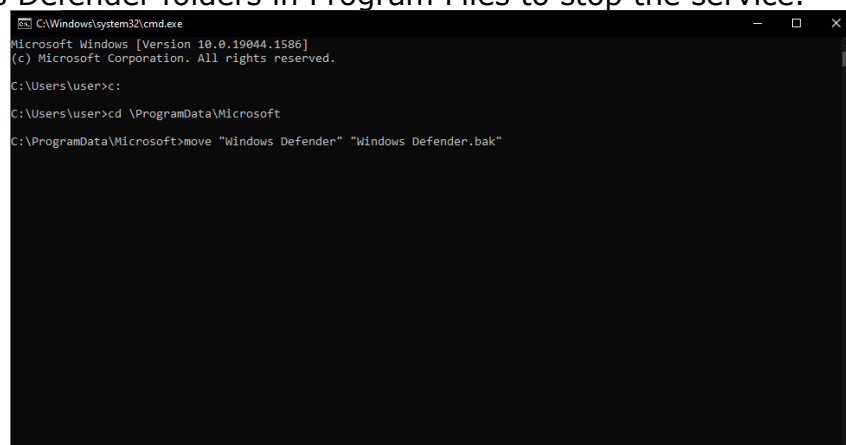 s Defender folders in Program Files to stop the service.
C:\Windows\system32\cmd.exe
Microsoft Windows [Version 10.0.19044.1586]
(c) Microsoft Corporation. All rights reserved.
C:\Users\user>c:
C:\Users\user>cd \ProgramData\Microsoft
C:\ProgramData\Microsoft>move "Windows Defender" "Windows Defender.bak"